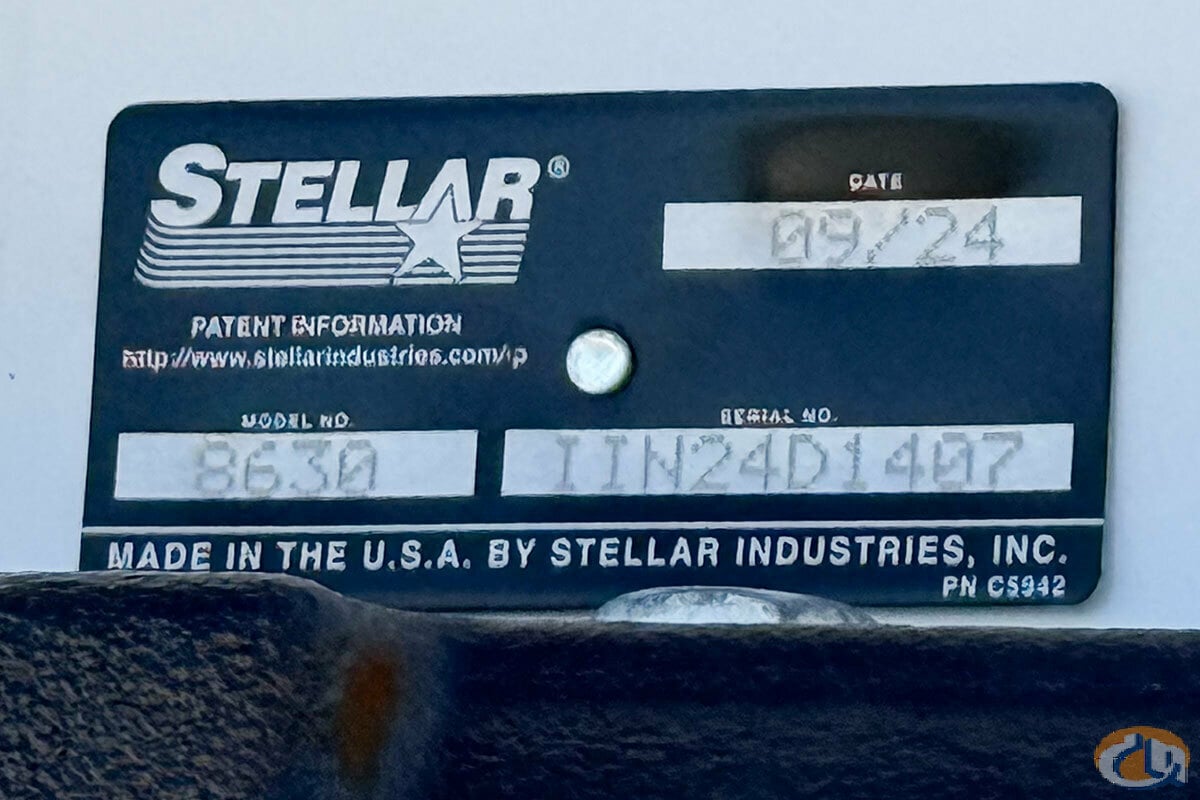 STELLAR®
DATE
09/24
PATENT INFORMATION
http://www.stellarindustries.com/ip
MODEL NO.
8630
SERIAL NO.
IIN24D1407
MADE IN THE U.S.A. BY STELLAR INDUSTRIES, INC.
PN C5942